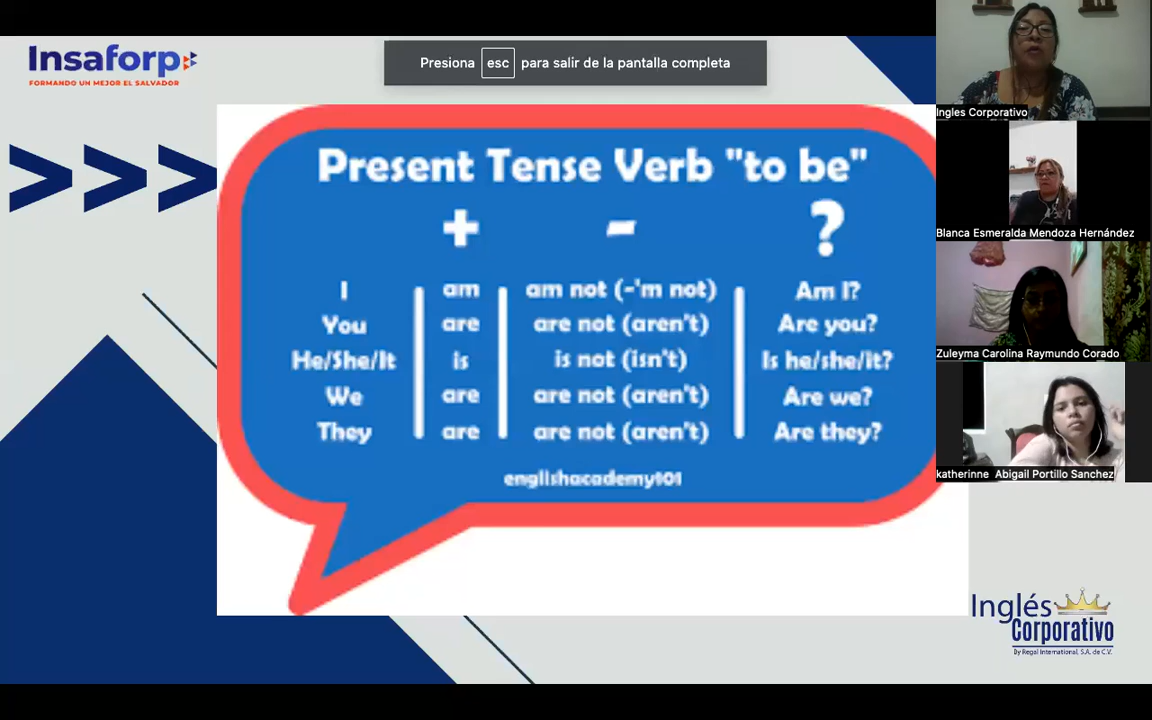 Insaforp
FORMANDO UN MEJOR EL SALVADOR
Presiona esc para salir de la pantalla completa
Present Tense Verb "to be"
+ - ?
I am am not (-'m not) Am I?
You are are not (aren't) Are you?
He/She/It is is not (isn't) Is he/she/it?
We are are not (aren't) Are we?
They are are not (aren't) Are they?
englishacademy101
Ingles Corporativo
Blanca Esmeralda Mendoza Hernández
Zuleyma Carolina Raymundo Corado
katherinne Abigail Portillo Sanchez
Inglés
Corporativo
By Regal International, S.A. de C.V.